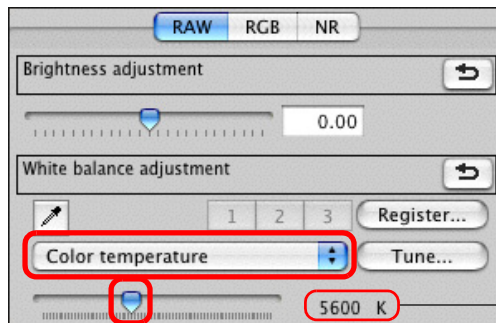 RAW RGB NR
Brightness adjustment
0.00
White balance adjustment
1 2 3 Register...
Color temperature Tune...
5600 K